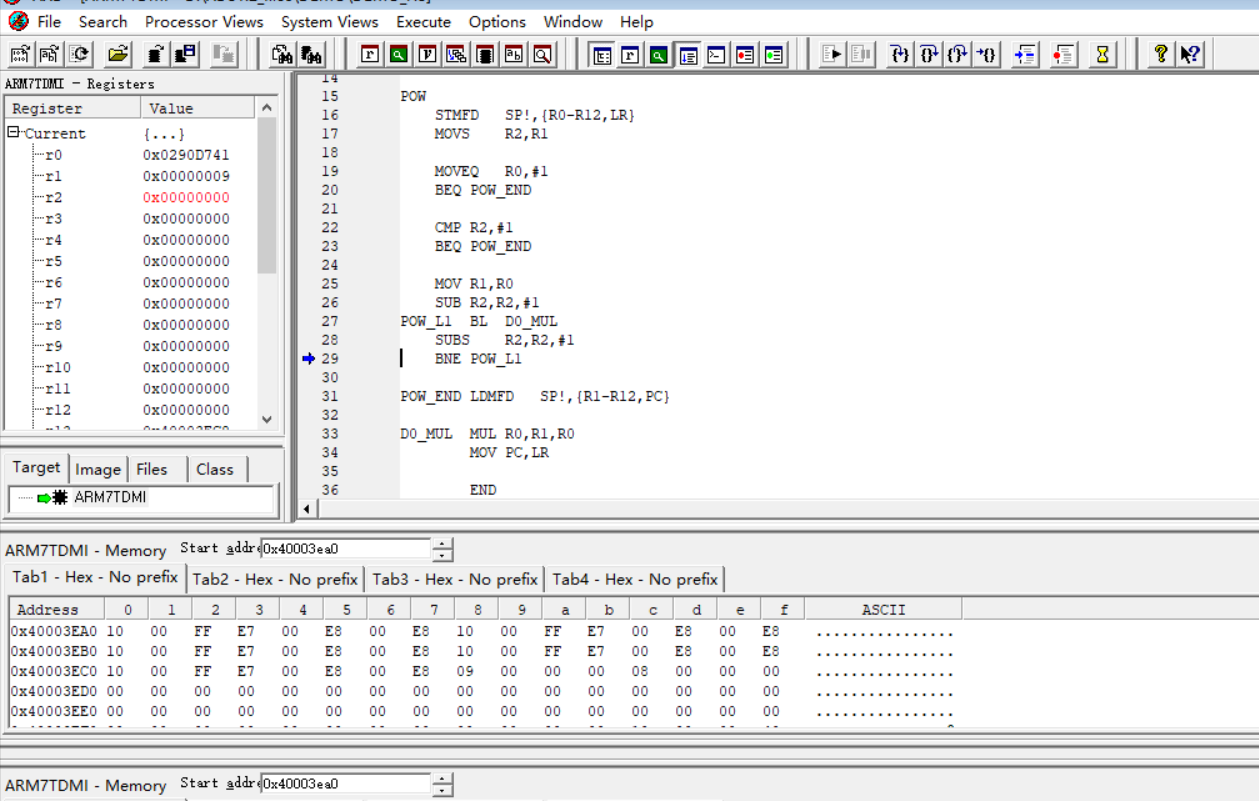 File Search Processor Views System Views Execute Options Window Help
ARM7TDMI - Registers
Register Value
Current {...}
r0 0x0290D741
r1 0x00000009
r2 0x00000000
r3 0x00000000
r4 0x00000000
r5 0x00000000
r6 0x00000000
r7 0x00000000
r8 0x00000000
r9 0x00000000
r10 0x00000000
r11 0x00000000
r12 0x00000000
Target Image Files Class
ARM7TDMI
14
15 POW
16 STMFD SP!,{R0-R12,LR}
17 MOVS R2,R1
18
19 MOVEQ R0,#1
20 BEQ POW_END
21
22 CMP R2,#1
23 BEQ POW_END
24
25 MOV R1,R0
26 SUB R2,R2,#1
27 POW_L1 BL DO_MUL
28 SUBS R2,R2,#1
29 BNE POW_L1
30
31 POW_END LDMFD SP!,{R1-R12,PC}
32
33 DO_MUL MUL R0,R1,R0
34 MOV PC,LR
35
36 END
ARM7TDMI - Memory Start addr 0x40003ea0
Tab1 - Hex - No prefix Tab2 - Hex - No prefix Tab3 - Hex - No prefix Tab4 - Hex - No prefix
Address 0 1 2 3 4 5 6 7 8 9 a b c d e f ASCII
0x40003EA0 10 00 FF E7 00 E8 00 E8 10 00 FF E7 00 E8 00 E8 ................
0x40003EB0 10 00 FF E7 00 E8 00 E8 10 00 FF E7 00 E8 00 E8 ................
0x40003EC0 10 00 FF E7 00 E8 00 E8 09 00 00 00 08 00 00 00 ................
0x40003ED0 00 00 00 00 00 00 00 00 00 00 00 00 00 00 00 00 ................
0x40003EE0 00 00 00 00 00 00 00 00 00 00 00 00 00 00 00 00 ................
ARM7TDMI - Memory Start addr 0x40003ea0